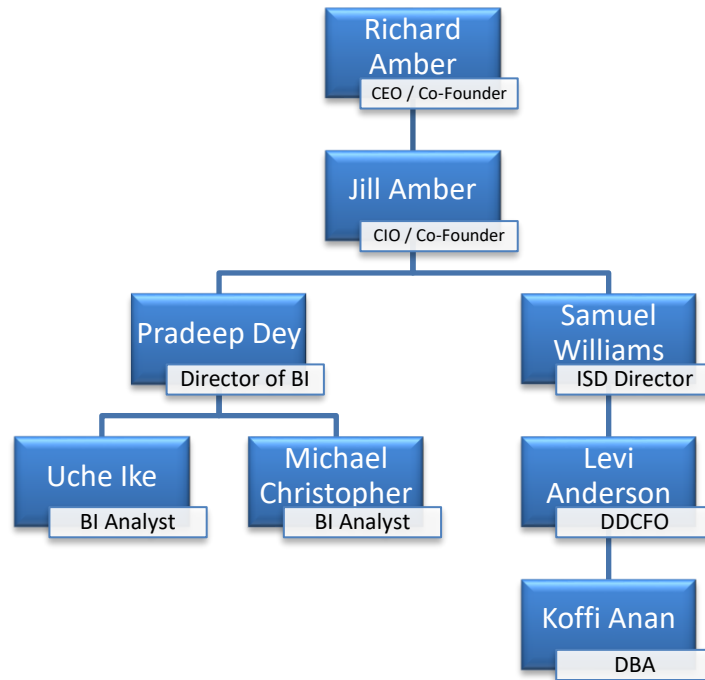 Richard
Amber
CEO / Co-Founder
Jill Amber
CIO / Co-Founder
Pradeep Dey
Director of BI
Samuel
Williams
ISD Director
Uche Ike
BI Analyst
Michael
Christopher
BI Analyst
Levi
Anderson
DDCFO
Koffi Anan
DBA